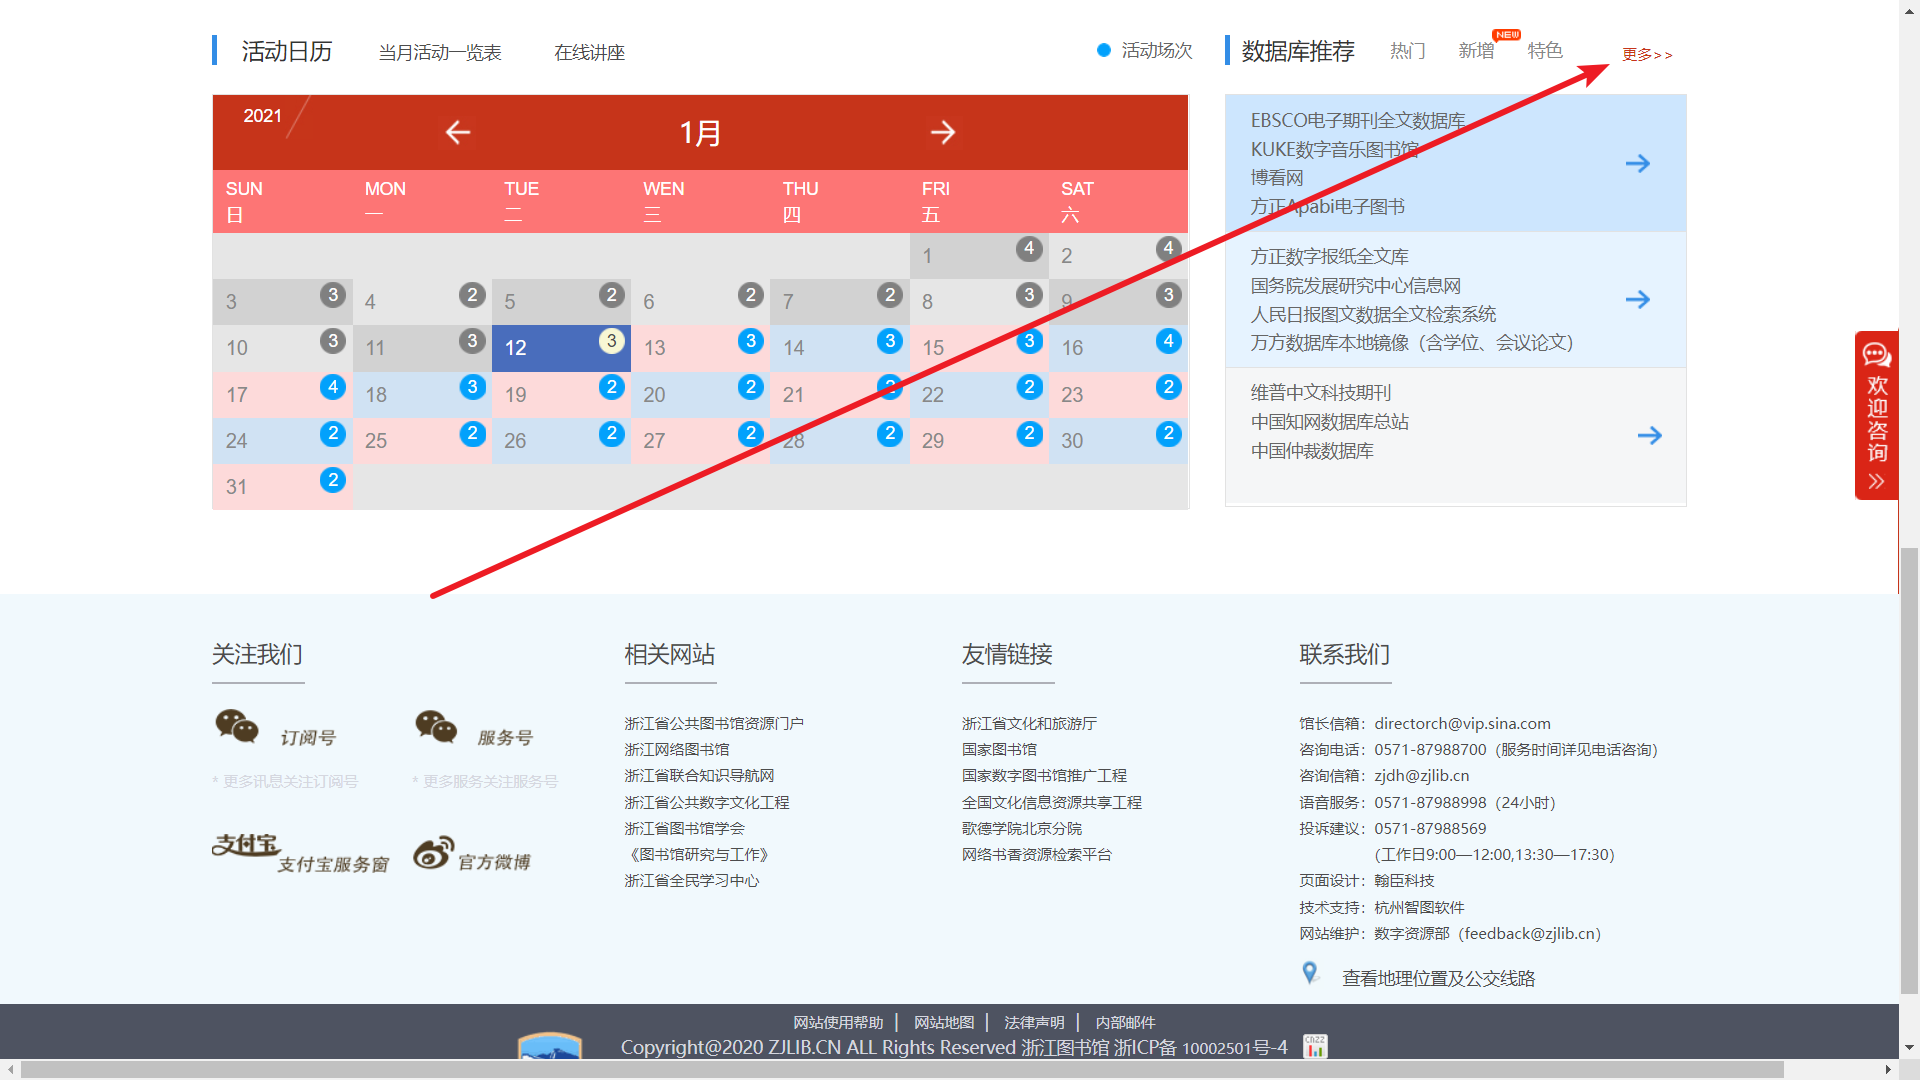 活动日历 当月活动一览表 在线讲座 活动场次
2021 1月
SUN MON TUE WEN THU FRI SAT
日 一 二 三 四 五 六
1 4 2 4
3 3 4 2 5 2 6 2 7 2 8 3 9 3
10 3 11 3 12 3 13 3 14 3 15 3 16 4
17 4 18 3 19 2 20 2 21 2 22 2 23 2
24 2 25 2 26 2 27 2 28 2 29 2 30 2
31 2
数据库推荐 热门 新增 NEW 特色 更多>>
EBSCO电子期刊全文数据库
KUKE数字音乐图书馆
博看网
方正Apabi电子图书
方正数字报纸全文库
国务院发展研究中心信息网
人民日报图文数据全文检索系统
万方数据库本地镜像（含学位、会议论文）
维普中文科技期刊
中国知网数据库总站
中国仲裁数据库
欢迎咨询
关注我们
订阅号 服务号
* 更多讯息关注订阅号 * 更多服务关注服务号
支付宝 支付宝服务窗 官方微博
相关网站
浙江省公共图书馆资源门户
浙江网络图书馆
浙江省联合知识导航网
浙江省公共数字文化工程
浙江省图书馆学会
《图书馆研究与工作》
浙江省全民学习中心
友情链接
浙江省文化和旅游厅
国家图书馆
国家数字图书馆推广工程
全国文化信息资源共享工程
歌德学院北京分院
网络书香资源检索平台
联系我们
馆长信箱：directorch@vip.sina.com
咨询电话：0571-87988700（服务时间详见电话咨询）
咨询信箱：zjdh@zjlib.cn
语音服务：0571-87988998（24小时）
投诉建议：0571-87988569
（工作日9:00—12:00,13:30—17:30）
页面设计：翰臣科技
技术支持：杭州智图软件
网站维护：数字资源部（feedback@zjlib.cn）
查看地理位置及公交线路
网站使用帮助 | 网站地图 | 法律声明 | 内部邮件
Copyright@2020 ZJLIB.CN ALL Rights Reserved 浙江图书馆 浙ICP备 10002501号-4 CNZZ